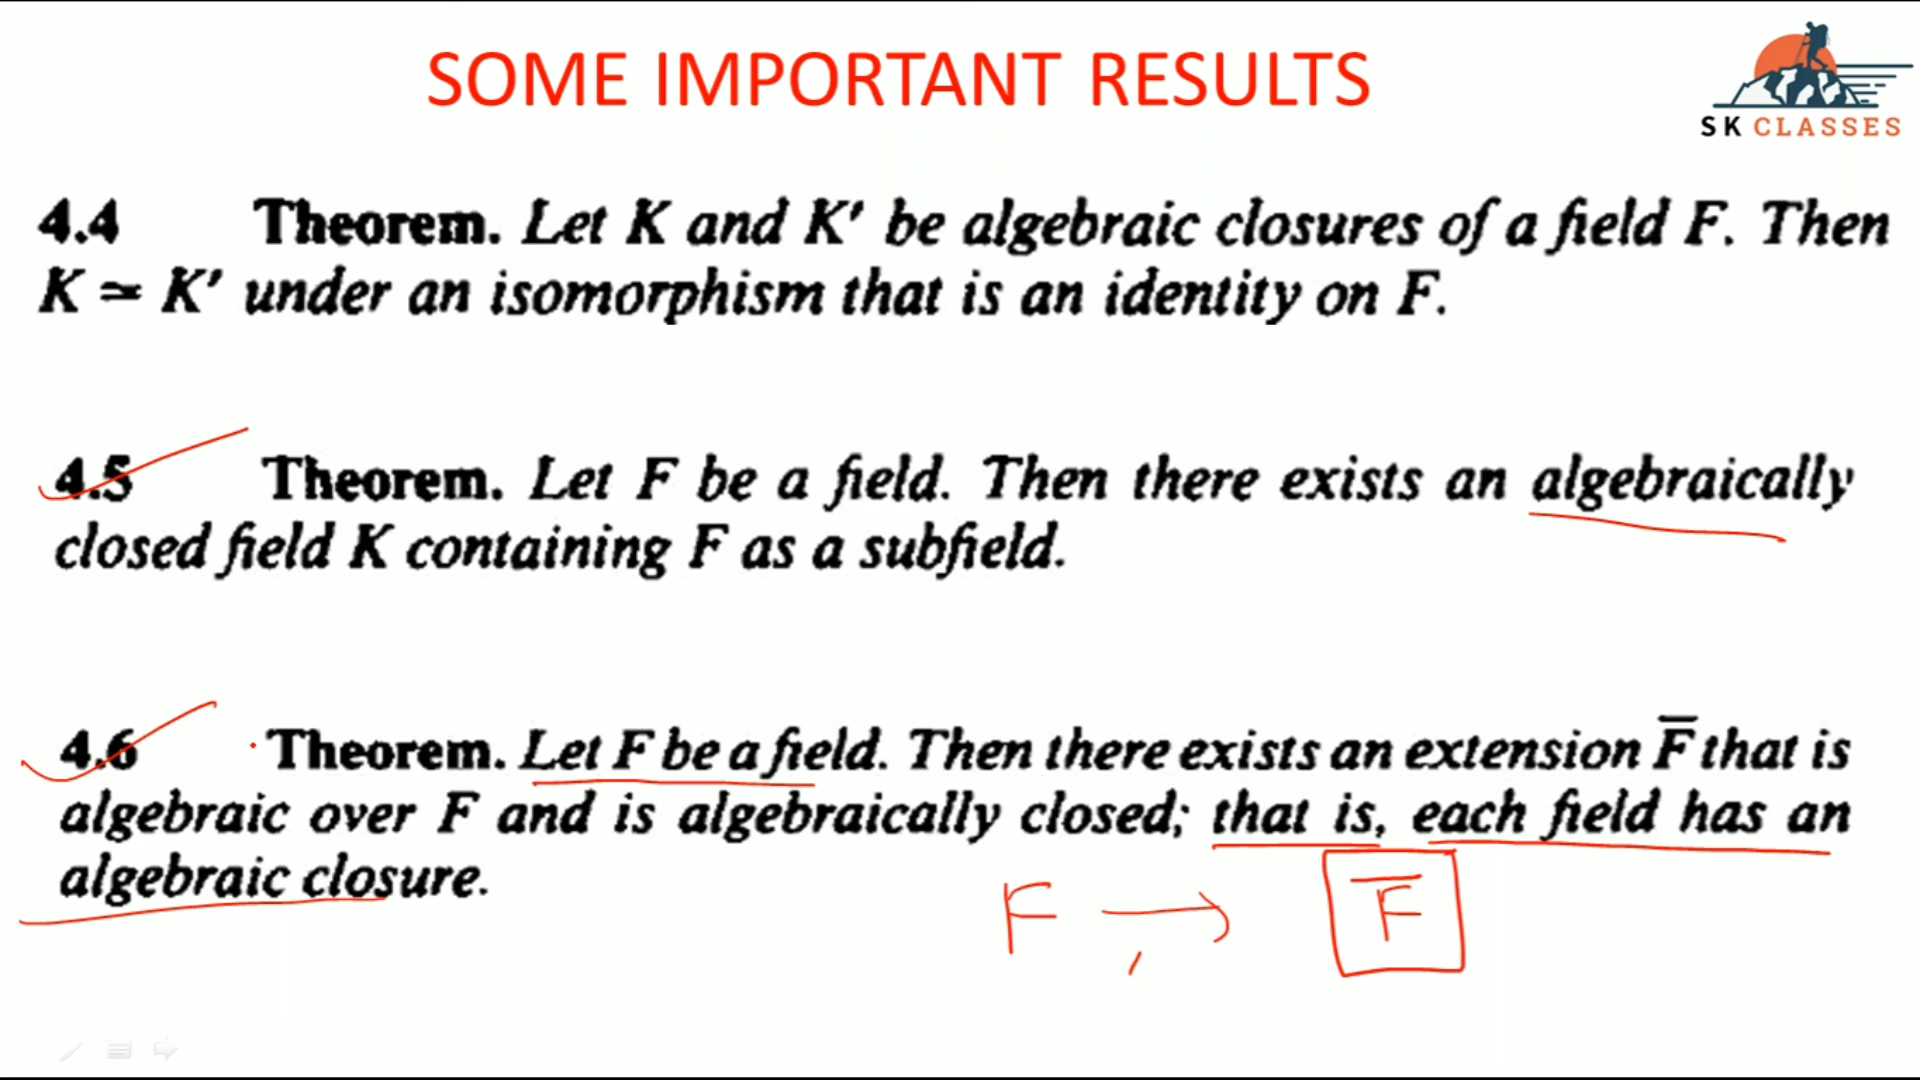 SOME IMPORTANT RESULTS
SK CLASSES
4.4 Theorem. Let K and K′ be algebraic closures of a field F. Then
K ≃ K′ under an isomorphism that is an identity on F.
4.5 Theorem. Let F be a field. Then there exists an algebraically
closed field K containing F as a subfield.
4.6 Theorem. Let F be a field. Then there exists an extension F̅ that is
algebraic over F and is algebraically closed; that is, each field has an
algebraic closure.
F → F̅